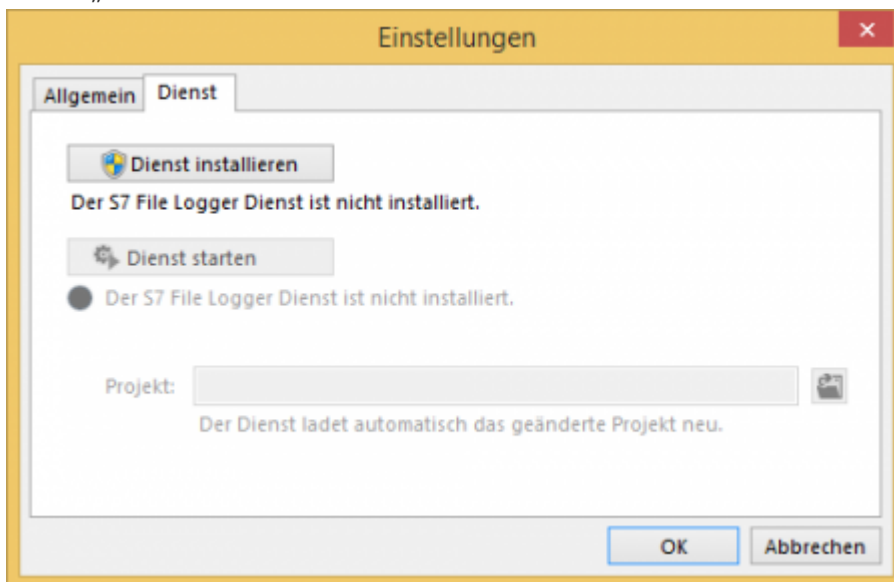 Einstellungen
Allgemein Dienst
Dienst installieren
Der S7 File Logger Dienst ist nicht installiert.
Dienst starten
Der S7 File Logger Dienst ist nicht installiert.
Projekt:
Der Dienst ladet automatisch das geänderte Projekt neu.
OK Abbrechen